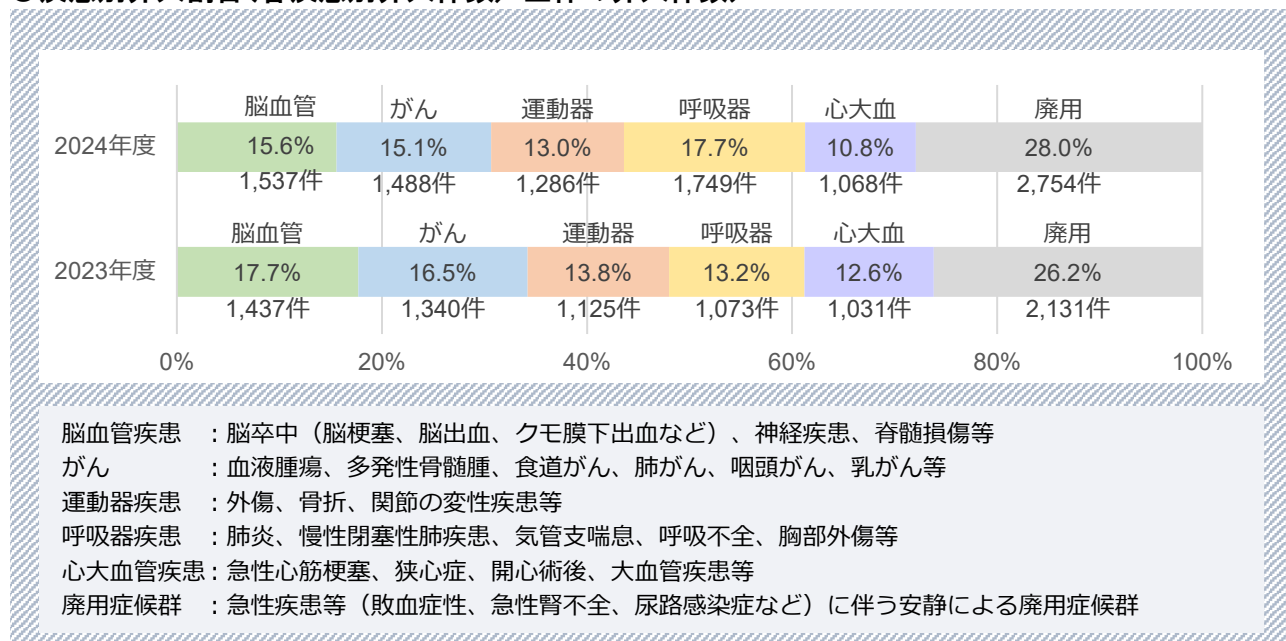 脳血管 がん 運動器 呼吸器 心大血 廃用
2024年度 15.6% 15.1% 13.0% 17.7% 10.8% 28.0%
1,537件 1,488件 1,286件 1,749件 1,068件 2,754件
脳血管 がん 運動器 呼吸器 心大血 廃用
2023年度 17.7% 16.5% 13.8% 13.2% 12.6% 26.2%
1,437件 1,340件 1,125件 1,073件 1,031件 2,131件
0% 20% 40% 60% 80% 100%
脳血管疾患 :脳卒中(脳梗塞、脳出血、クモ膜下出血など)、神経疾患、脊髄損傷等
がん :血液腫瘍、多発性骨髄腫、食道がん、肺がん、咽頭がん、乳がん等
運動器疾患 :外傷、骨折、関節の変性疾患等
呼吸器疾患 :肺炎、慢性閉塞性肺疾患、気管支喘息、呼吸不全、胸部外傷等
心大血管疾患:急性心筋梗塞、狭心症、開心術後、大血管疾患等
廃用症候群 :急性疾患等(敗血症性、急性腎不全、尿路感染症など)に伴う安静による廃用症候群